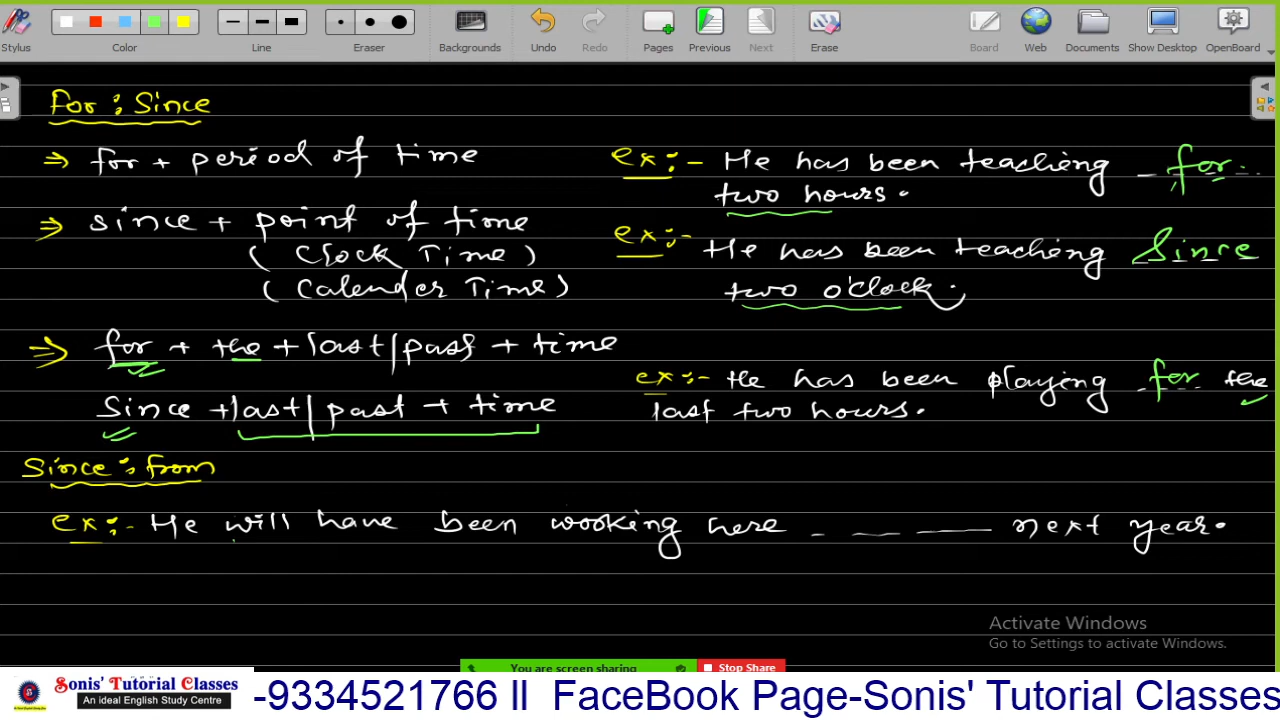 Stylus Color Line Eraser Backgrounds Undo Redo Pages Previous Next Erase Board Web Documents Show Desktop OpenBoard
For : Since
⇒ for + period of time
ex:- He has been teaching for
two hours.
⇒ since + point of time
(Clock Time)
(Calender Time)
ex:- He has been teaching Since
two o'clock.
⇒ for + the + last/past + time
Since + last/past + time
ex:- He has been playing for the
last two hours.
Since : from
ex:- He will have been wooking here _ __ ___ next year.
Activate Windows
Go to Settings to activate Windows.
You are screen sharing Stop Share
Sonis' Tutorial Classes
An ideal English Study Centre
-9334521766 ll FaceBook Page-Sonis' Tutorial Classes